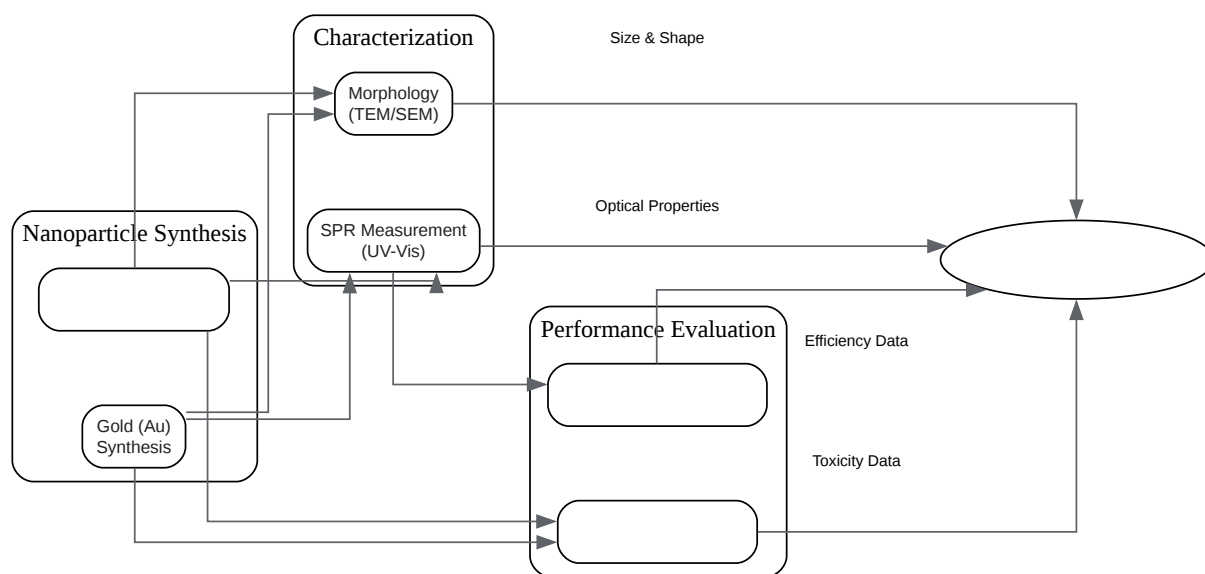 Characterization
Size & Shape
Morphology
(TEM/SEM)
Optical Properties
SPR Measurement
(UV-Vis)
Nanoparticle Synthesis
Performance Evaluation
Efficiency Data
Gold (Au)
Synthesis
Toxicity Data